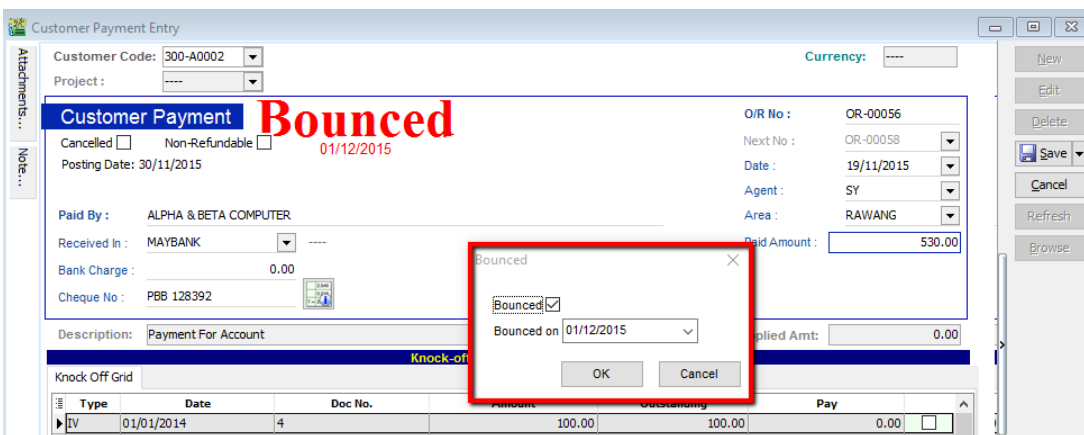 Customer Payment Entry
Attachments...
Note...
Customer Code: 300-A0002
Currency: ----
Project : ----
Customer Payment
Bounced
01/12/2015
Cancelled Non-Refundable
Posting Date: 30/11/2015
O/R No : OR-00056
Next No : OR-00058
Date : 19/11/2015
Agent : SY
Area : RAWANG
Paid By : ALPHA & BETA COMPUTER
Received In : MAYBANK ----
Paid Amount : 530.00
Bank Charge : 0.00
Cheque No : PBB 128392
Description: Payment For Account
plied Amt: 0.00
Bounced
Bounced
Bounced on 01/12/2015
OK Cancel
Knock-off
Knock Off Grid
Type Date Doc No. Amount Outstanding Pay
IV 01/01/2014 4 100.00 100.00 0.00
New
Edit
Delete
Save
Cancel
Refresh
Browse